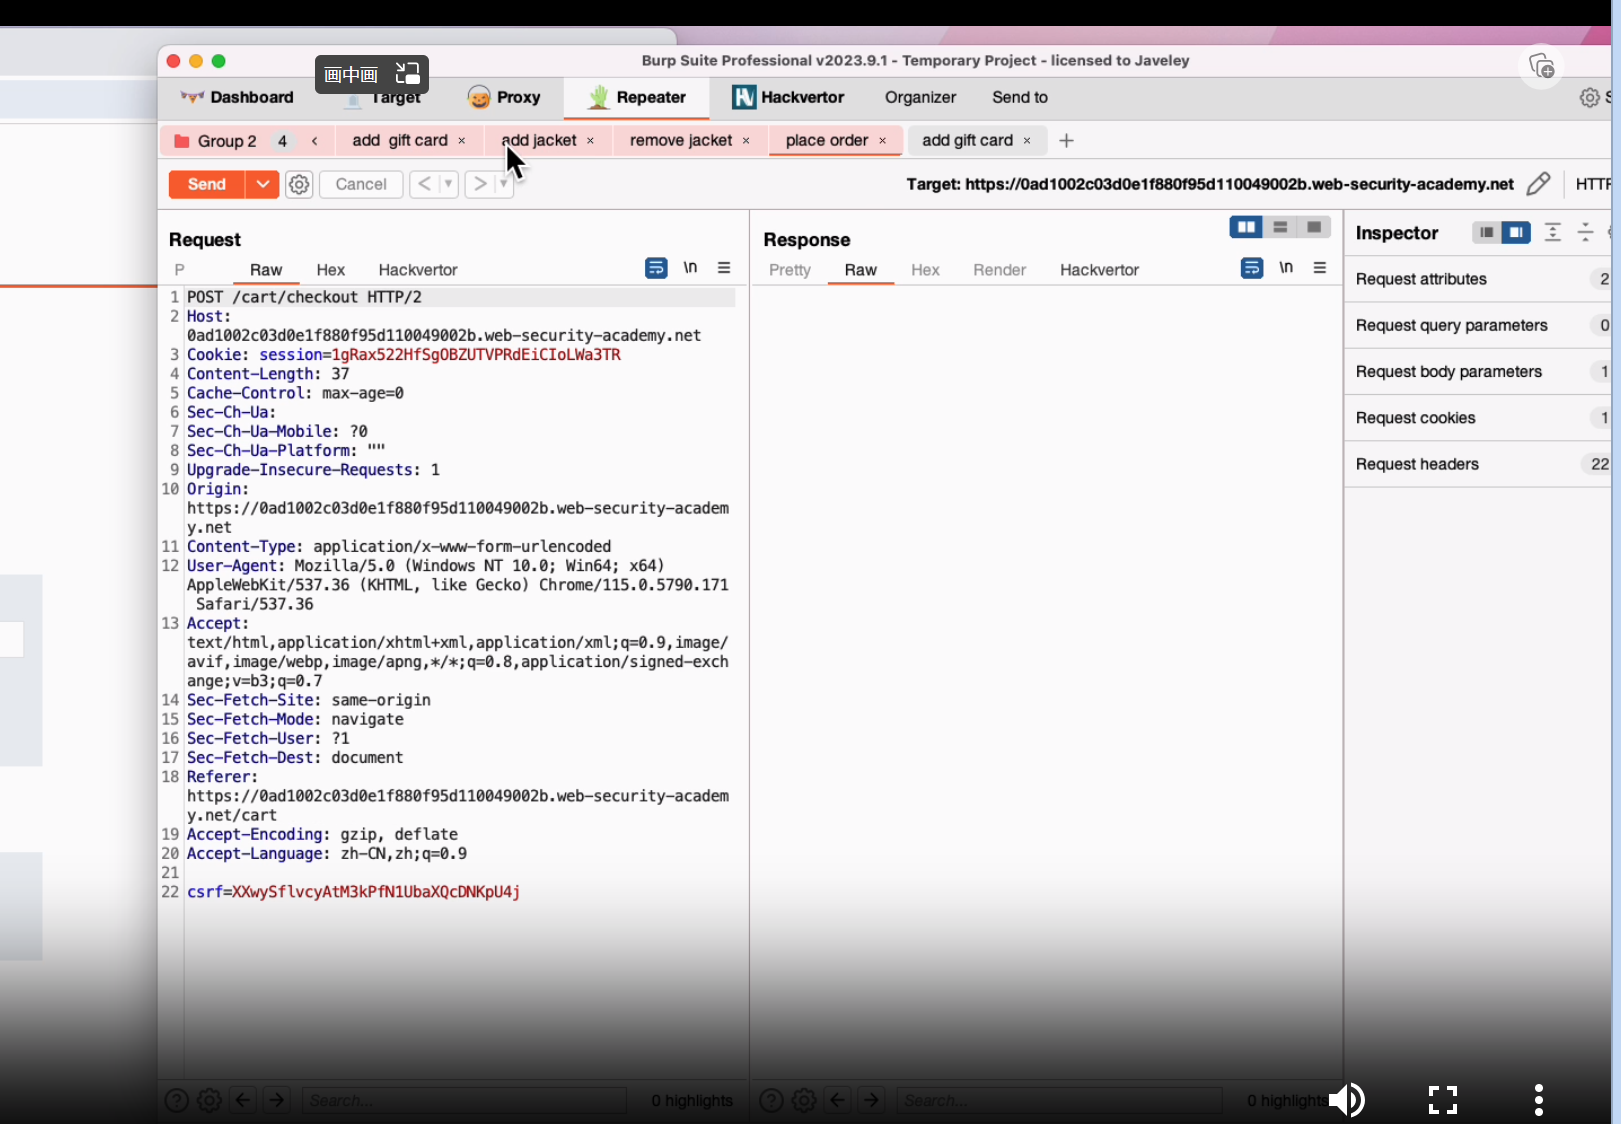 Burp Suite Professional v2023.9.1 - Temporary Project - licensed to Javeley
画中画
Dashboard Target Proxy Repeater Hackvertor Organizer Send to
Group 2 4 < add gift card × add jacket × remove jacket × place order × add gift card × +
Send Cancel < > Target: https://0ad1002c03d0e1f880f95d110049002b.web-security-academy.net
Request
P Raw Hex Hackvertor \n
1 POST /cart/checkout HTTP/2
2 Host:
0ad1002c03d0e1f880f95d110049002b.web-security-academy.net
3 Cookie: session=1gRax522HfSgOBZUTVPRdEiCIoLWa3TR
4 Content-Length: 37
5 Cache-Control: max-age=0
6 Sec-Ch-Ua:
7 Sec-Ch-Ua-Mobile: ?0
8 Sec-Ch-Ua-Platform: ""
9 Upgrade-Insecure-Requests: 1
10 Origin:
https://0ad1002c03d0e1f880f95d110049002b.web-security-academ
y.net
11 Content-Type: application/x-www-form-urlencoded
12 User-Agent: Mozilla/5.0 (Windows NT 10.0; Win64; x64)
AppleWebKit/537.36 (KHTML, like Gecko) Chrome/115.0.5790.171
Safari/537.36
13 Accept:
text/html,application/xhtml+xml,application/xml;q=0.9,image/
avif,image/webp,image/apng,*/*;q=0.8,application/signed-exch
ange;v=b3;q=0.7
14 Sec-Fetch-Site: same-origin
15 Sec-Fetch-Mode: navigate
16 Sec-Fetch-User: ?1
17 Sec-Fetch-Dest: document
18 Referer:
https://0ad1002c03d0e1f880f95d110049002b.web-security-academ
y.net/cart
19 Accept-Encoding: gzip, deflate
20 Accept-Language: zh-CN,zh;q=0.9
21
22 csrf=XXwySflvcyAtM3kPfN1UbaXQcDNKpU4j
Search... 0 highlights
Response
Pretty Raw Hex Render Hackvertor \n
Search... 0 highlights
Inspector
Request attributes 2
Request query parameters 0
Request body parameters 1
Request cookies 1
Request headers 22